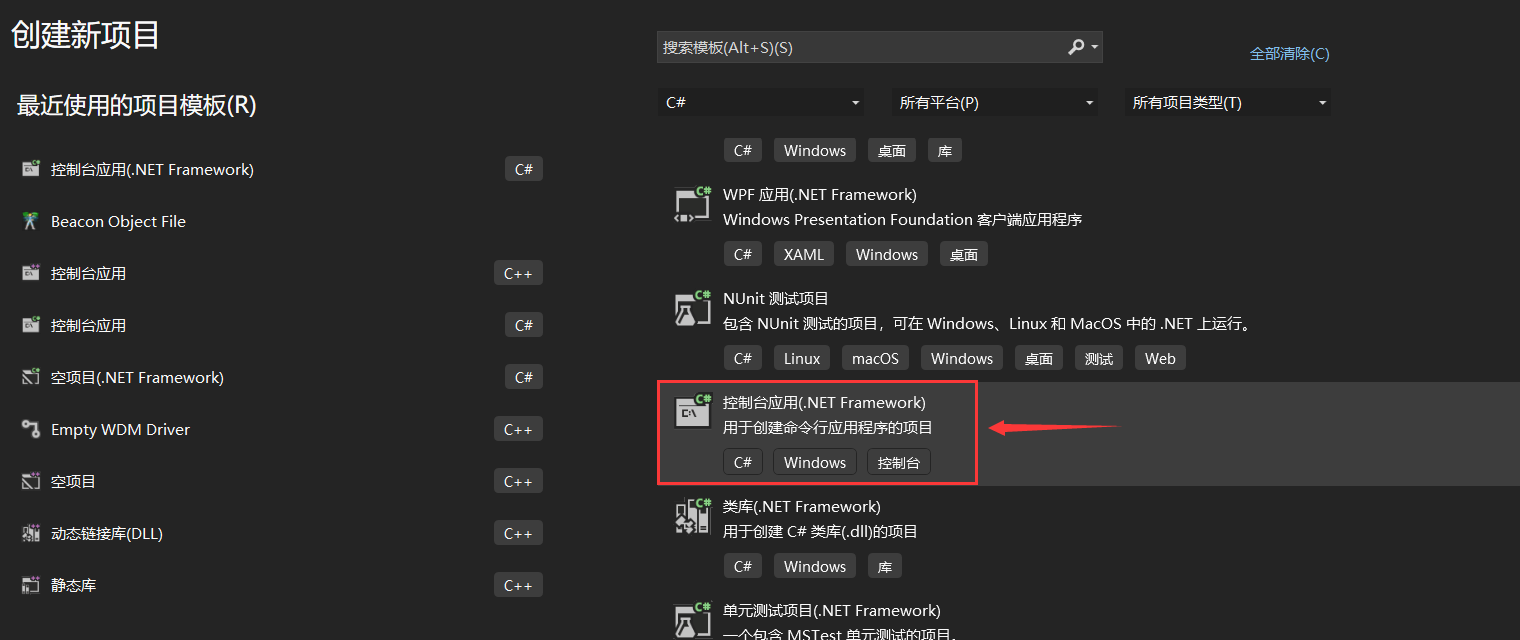 创建新项目
最近使用的项目模板(R)
控制台应用(.NET Framework) C#
Beacon Object File
控制台应用 C++
控制台应用 C#
空项目(.NET Framework) C#
Empty WDM Driver C++
空项目 C++
动态链接库(DLL) C++
静态库 C++
搜索模板(Alt+S)(S)
全部清除(C)
C# 所有平台(P) 所有项目类型(T)
C# Windows 桌面 库
WPF 应用(.NET Framework)
Windows Presentation Foundation 客户端应用程序
C# XAML Windows 桌面
NUnit 测试项目
包含 NUnit 测试的项目，可在 Windows、Linux 和 MacOS 中的 .NET 上运行。
C# Linux macOS Windows 桌面 测试 Web
控制台应用(.NET Framework)
用于创建命令行应用程序的项目
C# Windows 控制台
类库(.NET Framework)
用于创建 C# 类库(.dll)的项目
C# Windows 库
单元测试项目(.NET Framework)
一个包含 MSTest 单元测试的项目。